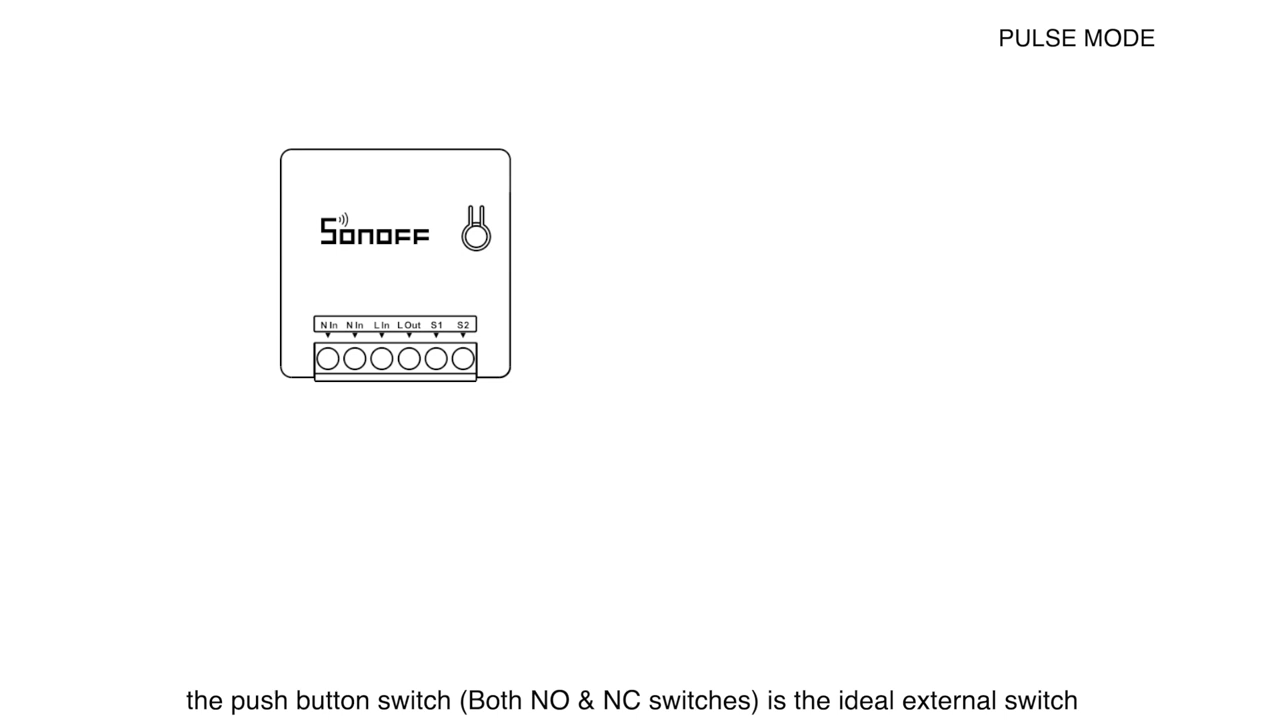 PULSE MODE
SONOFF
N In N In L In L Out S1 S2
the push button switch (Both NO & NC switches) is the ideal external switch